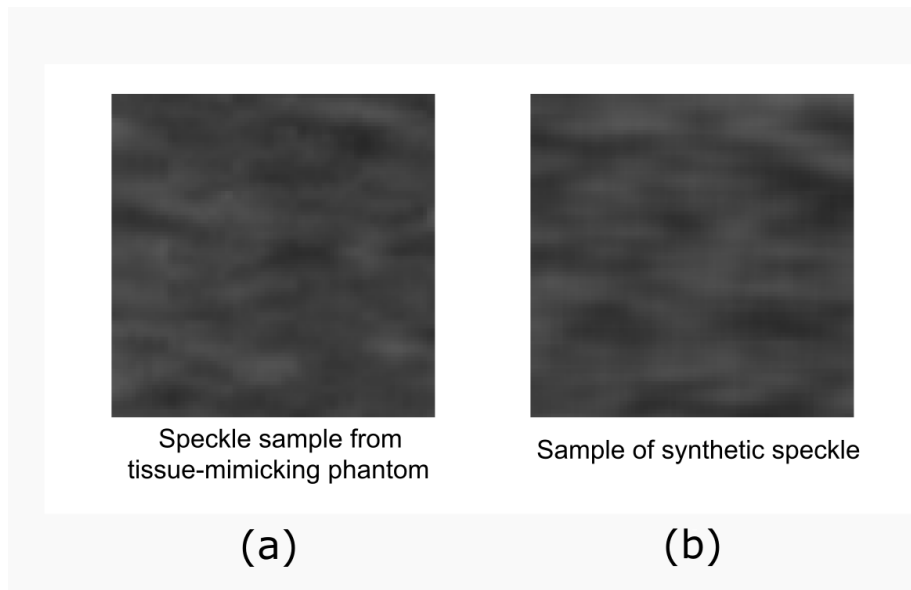 Speckle sample from
tissue-mimicking phantom
Sample of synthetic speckle
(a)
(b)